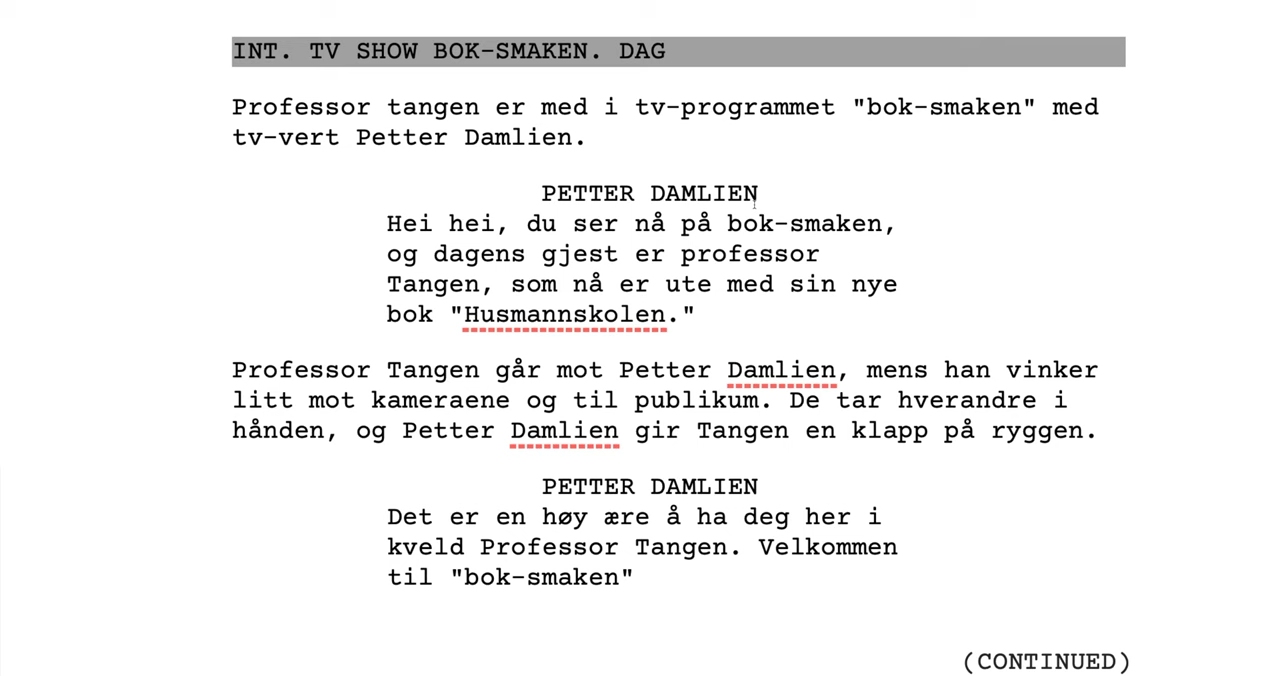 INT. TV SHOW BOK-SMAKEN. DAG
Professor tangen er med i tv-programmet "bok-smaken" med
tv-vert Petter Damlien.
PETTER DAMLIEN
Hei hei, du ser nå på bok-smaken,
og dagens gjest er professor
Tangen, som nå er ute med sin nye
bok "Husmannskolen."
Professor Tangen går mot Petter Damlien, mens han vinker
litt mot kameraene og til publikum. De tar hverandre i
hånden, og Petter Damlien gir Tangen en klapp på ryggen.
PETTER DAMLIEN
Det er en høy ære å ha deg her i
kveld Professor Tangen. Velkommen
til "bok-smaken"
(CONTINUED)